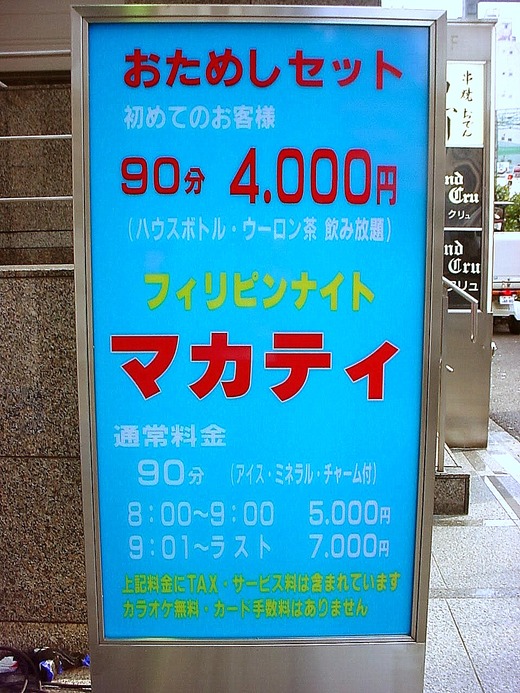 おためしセット
初めてのお客様
90分 4.000円
(ハウスボトル・ウーロン茶 飲み放題)
フィリピンナイト
マカティ
通常料金
90分 (アイス・ミネラル・チャーム付)
8:00〜9:00 5.000円
9:01〜ラスト 7.000円
上記料金にTAX・サービス料は含まれています
カラオケ無料・カード手数料はありません
串焼 おでん
nd
Cru
クリュ
nd
Cru
クリュ